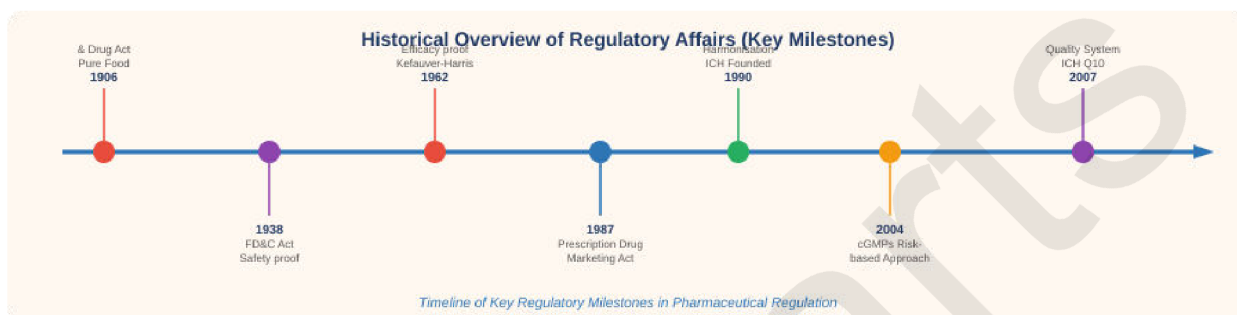 Historical Overview of Regulatory Affairs (Key Milestones)
& Drug Act
Pure Food
1906
Efficacy proof
Kefauver-Harris
1962
Harmonisation
ICH Founded
1990
Quality System
ICH Q10
2007
1938
FD&C Act
Safety proof
1987
Prescription Drug
Marketing Act
2004
cGMPs Risk-
based Approach
Timeline of Key Regulatory Milestones in Pharmaceutical Regulation
rts